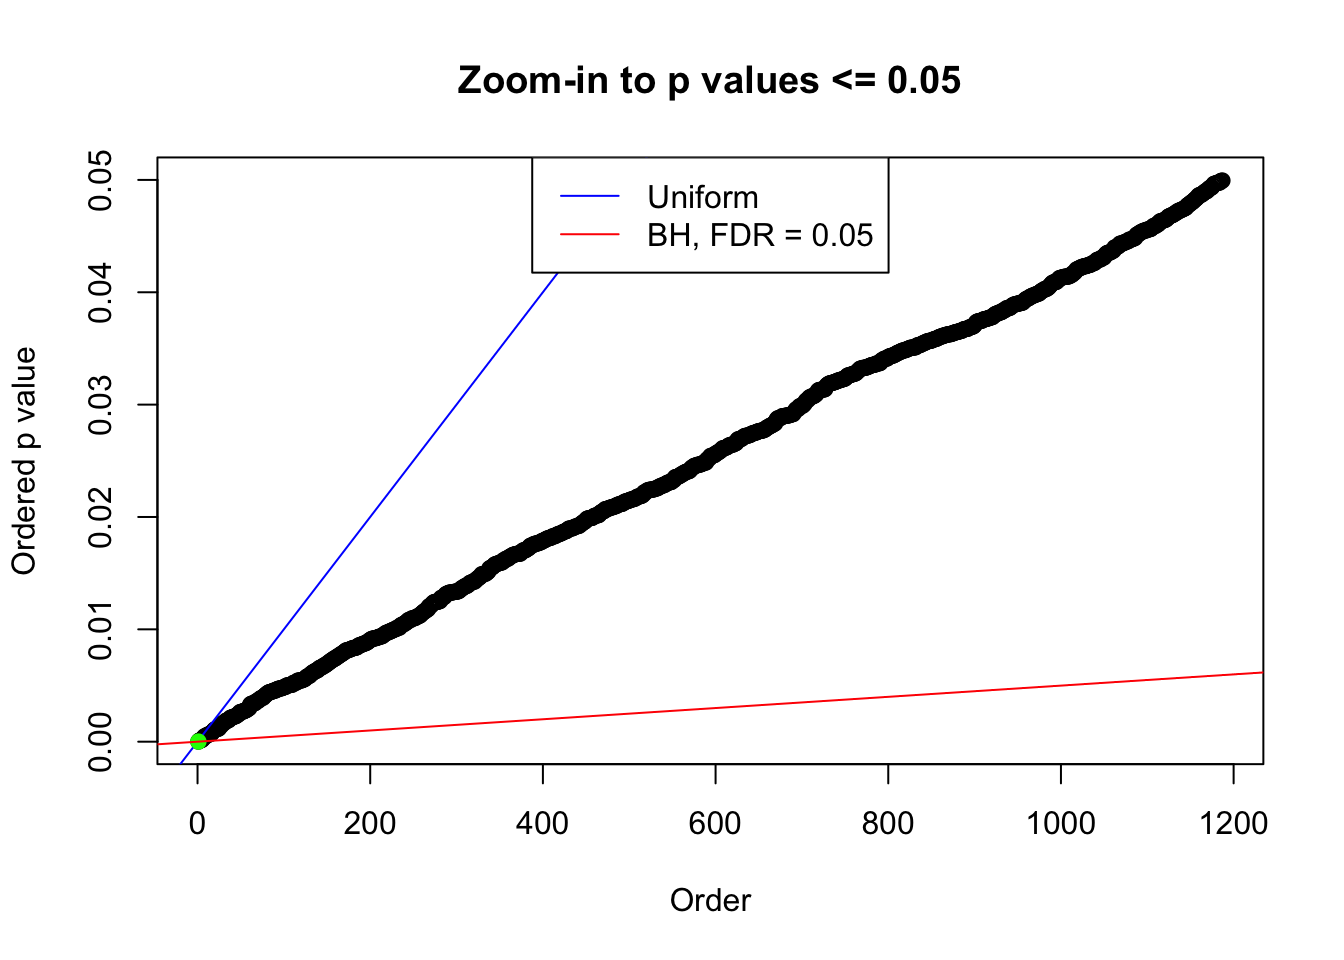 Zoom-in to p values <= 0.05
Uniform
BH, FDR = 0.05
Ordered p value
0.05
0.04
0.03
0.02
0.01
0.00
0 200 400 600 800 1000 1200
Order